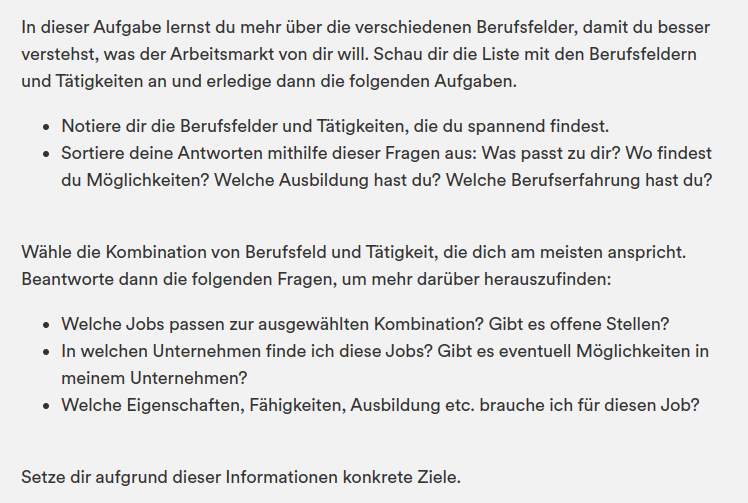 In dieser Aufgabe lernst du mehr über die verschiedenen Berufsfelder, damit du besser
verstehst, was der Arbeitsmarkt von dir will. Schau dir die Liste mit den Berufsfeldern
und Tätigkeiten an und erledige dann die folgenden Aufgaben.
• Notiere dir die Berufsfelder und Tätigkeiten, die du spannend findest.
• Sortiere deine Antworten mithilfe dieser Fragen aus: Was passt zu dir? Wo findest
du Möglichkeiten? Welche Ausbildung hast du? Welche Berufserfahrung hast du?
Wähle die Kombination von Berufsfeld und Tätigkeit, die dich am meisten anspricht.
Beantworte dann die folgenden Fragen, um mehr darüber herauszufinden:
• Welche Jobs passen zur ausgewählten Kombination? Gibt es offene Stellen?
• In welchen Unternehmen finde ich diese Jobs? Gibt es eventuell Möglichkeiten in
meinem Unternehmen?
• Welche Eigenschaften, Fähigkeiten, Ausbildung etc. brauche ich für diesen Job?
Setze dir aufgrund dieser Informationen konkrete Ziele.